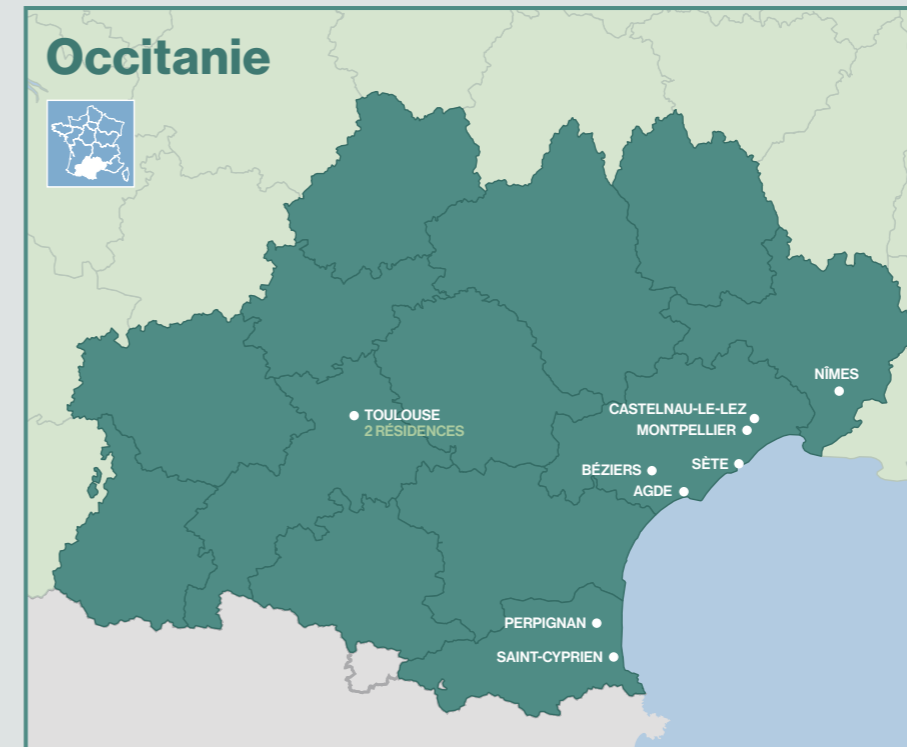 Occitanie
NÎMES
TOULOUSE
2 RÉSIDENCES
CASTELNAU-LE-LEZ
MONTPELLIER
SÈTE
BÉZIERS
AGDE
PERPIGNAN
SAINT-CYPRIEN